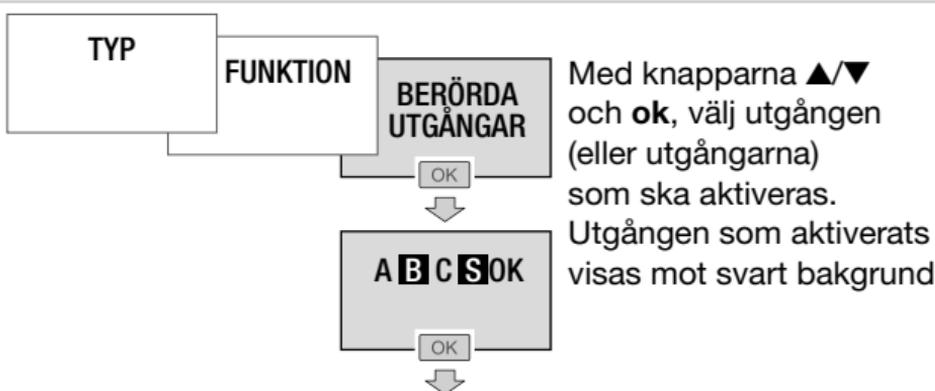 TYP
FUNKTION
BERÖRDA
UTGÅNGAR
OK
Med knapparna ▲/▼
och ok, välj utgången
(eller utgångarna)
som ska aktiveras.
Utgången som aktiverats
visas mot svart bakgrund
A B C S OK
OK